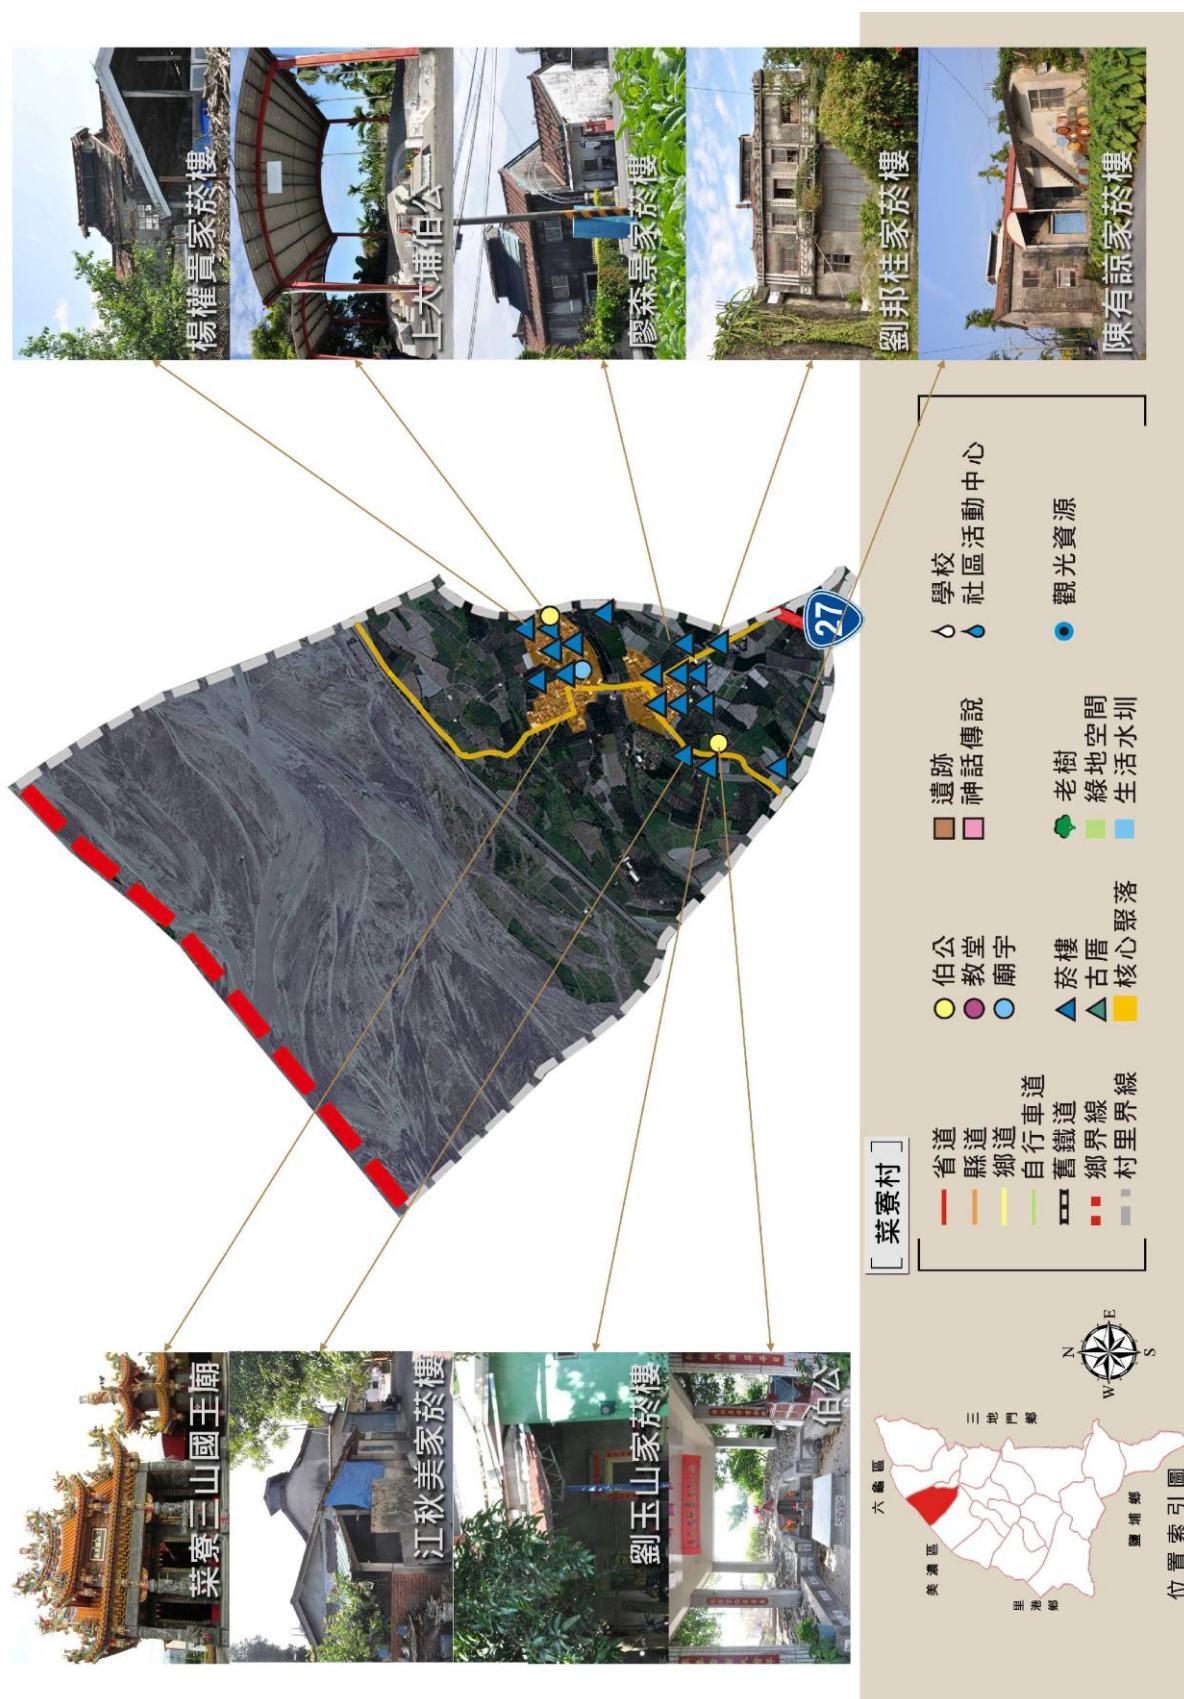 菜寮三山國王廟
江秋美家菸樓
劉玉山家菸樓
伯公
楊權貴家菸樓
上大埔伯公
廖森景家菸樓
劉邦桂家菸樓
陳有諒家菸樓
27
菜寮村
省道
縣道
鄉道
自行車道
舊鐵道
鄉界線
村里界線
伯公
教堂
廟宇
菸樓
古厝
核心聚落
遺跡
神話傳說
老樹
綠地空間
生活水圳
學校
社區活動中心
觀光資源
N
W
E
S
六龜區
美濃區
三地門鄉
里港鄉
鹽埔鄉
位置索引圖